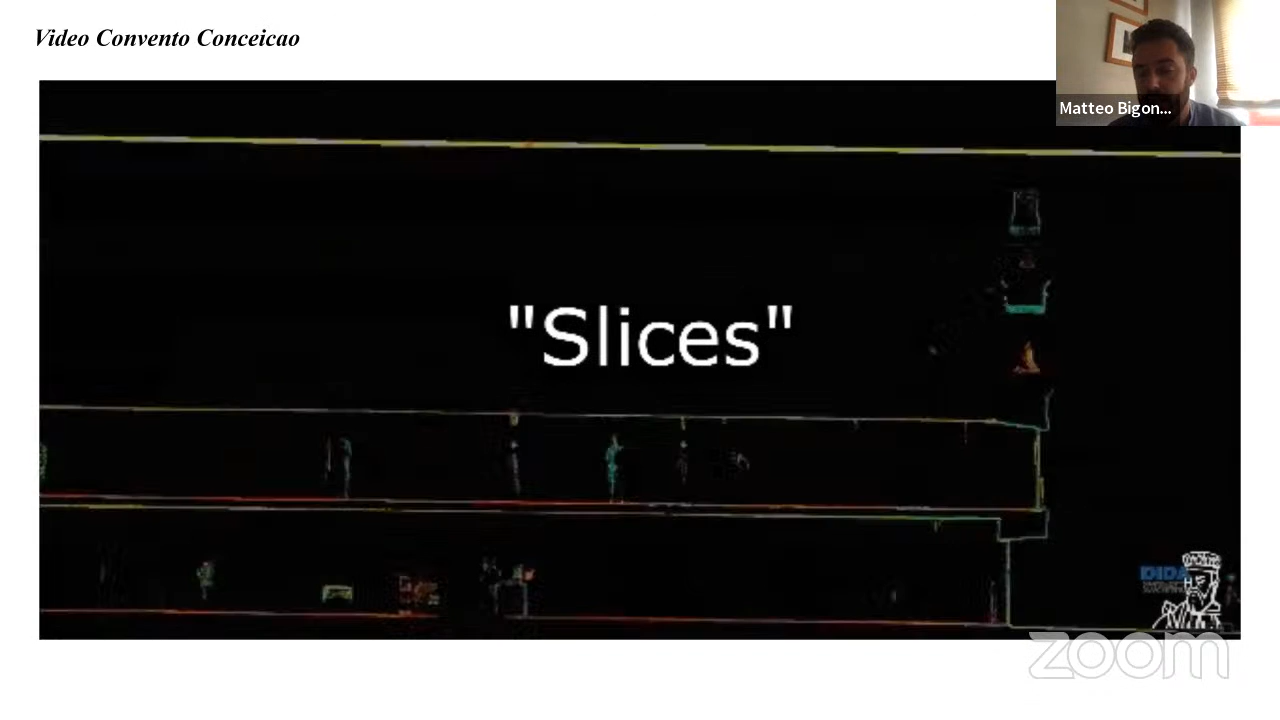 Video Convento Conceicao
Matteo Bigon...
"Slices"
DIDA
zoom